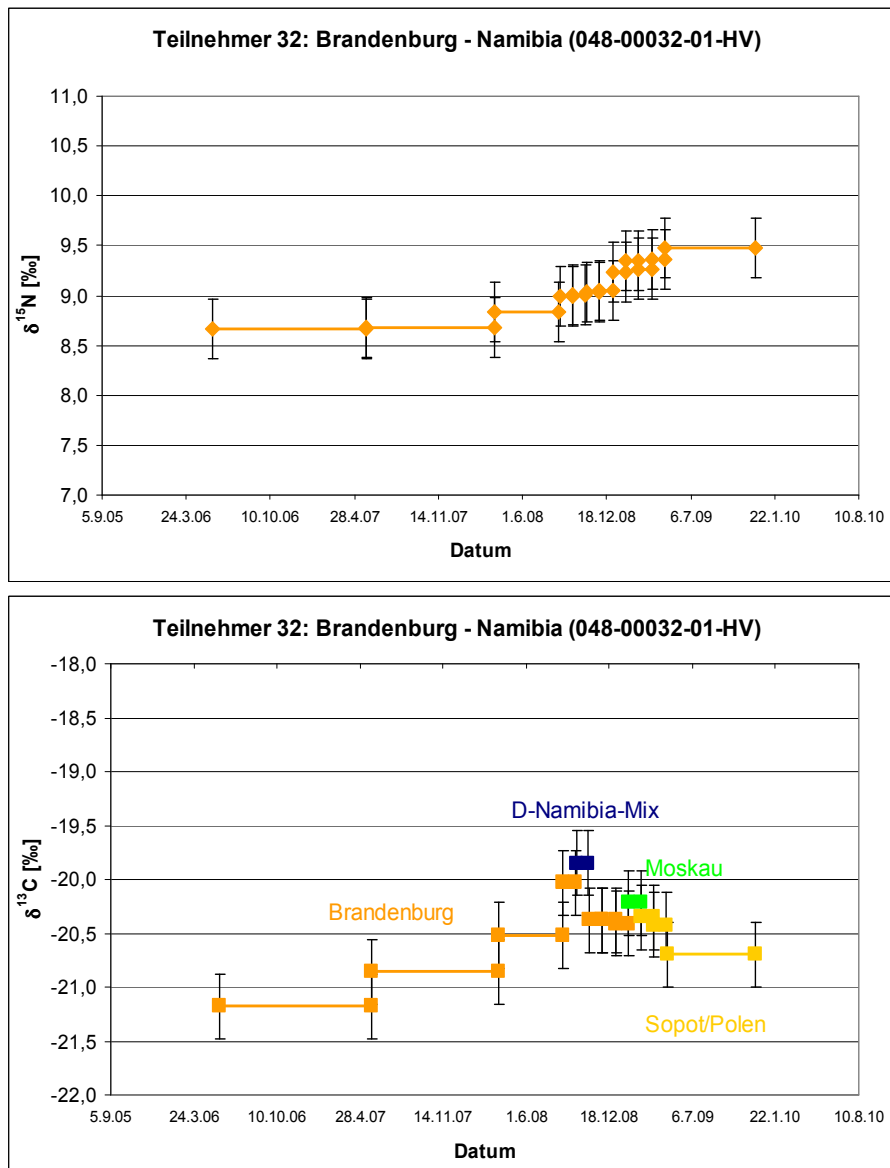 Teilnehmer 32: Brandenburg - Namibia (048-00032-01-HV)
11,0
10,5
10,0
9,5
9,0
8,5
8,0
7,5
7,0
δ¹⁵N [‰]
5.9.05 24.3.06 10.10.06 28.4.07 14.11.07 1.6.08 18.12.08 6.7.09 22.1.10 10.8.10
Datum
Teilnehmer 32: Brandenburg - Namibia (048-00032-01-HV)
-18,0
-18,5
-19,0
-19,5
-20,0
-20,5
-21,0
-21,5
-22,0
δ¹³C [‰]
D-Namibia-Mix
Moskau
Brandenburg
Sopot/Polen
5.9.05 24.3.06 10.10.06 28.4.07 14.11.07 1.6.08 18.12.08 6.7.09 22.1.10 10.8.10
Datum